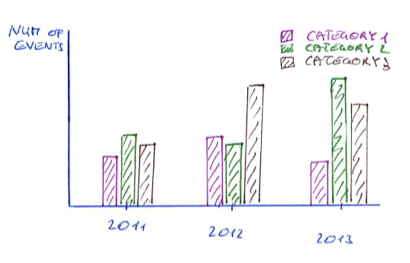 NUM OF
EVENTS
CATEGORY 1
CATEGORY 2
CATEGORY 3
2011
2012
2013